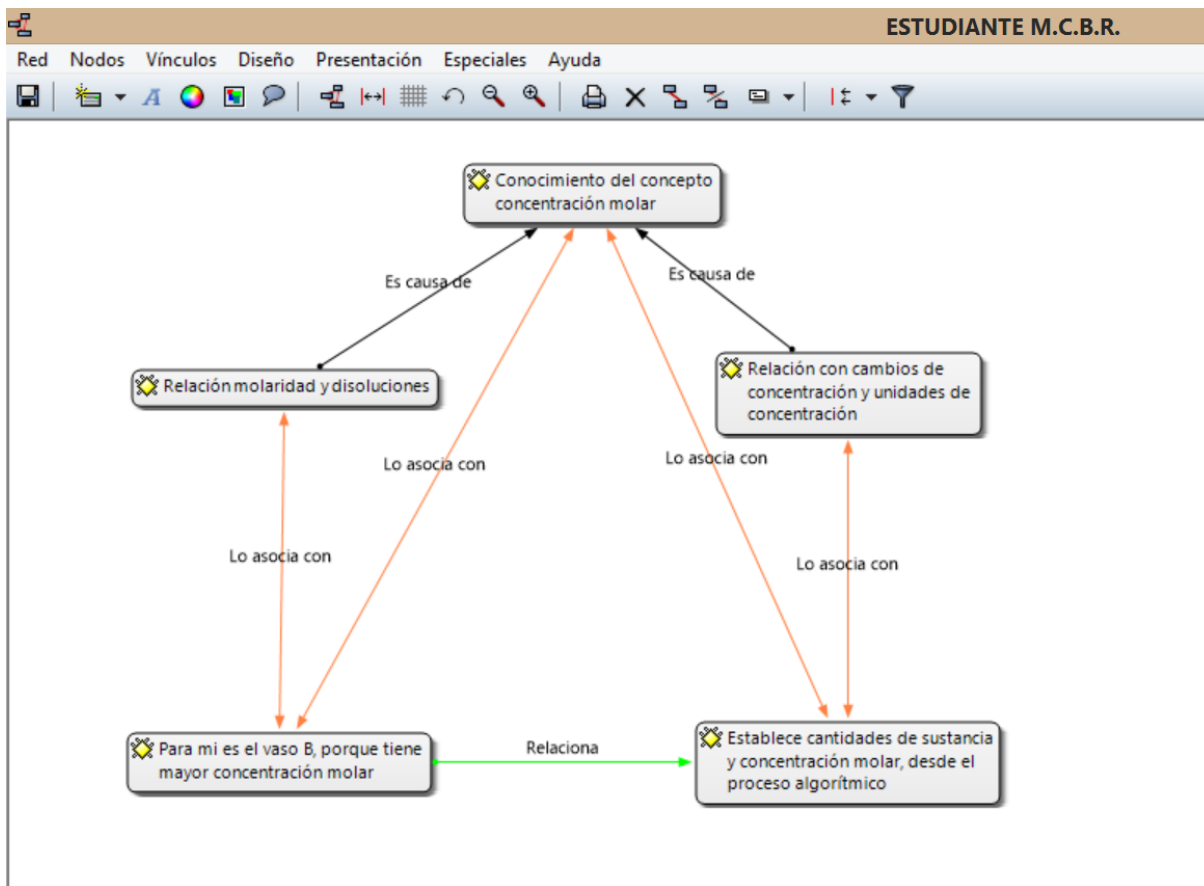 ESTUDIANTE M.C.B.R.
Red Nodos Vínculos Diseño Presentación Especiales Ayuda
Conocimiento del concepto
concentración molar
Es causa de
Es causa de
Relación molaridad y disoluciones
Relación con cambios de
concentración y unidades de
concentración
Lo asocia con
Lo asocia con
Lo asocia con
Lo asocia con
Para mi es el vaso B, porque tiene
mayor concentración molar
Relaciona
Establece cantidades de sustancia
y concentración molar, desde el
proceso algorítmico